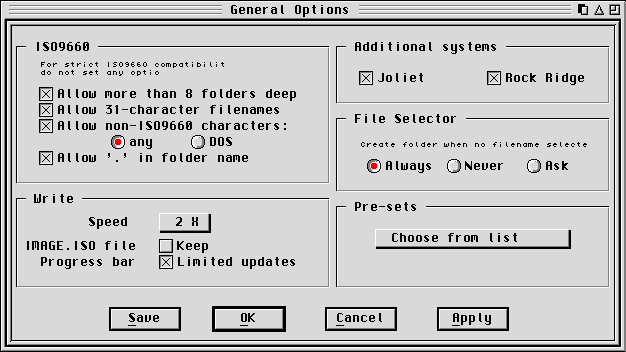 General Options
ISO9660
For strict ISO9660 compatibilit
do not set any optio
Allow more than 8 folders deep
Allow 31-character filenames
Allow non-ISO9660 characters:
any DOS
Allow '.' in folder name
Additional systems
Joliet Rock Ridge
File Selector
Create folder when no filename selecte
Always Never Ask
Write
Speed 2 X
IMAGE.ISO file Keep
Progress bar Limited updates
Pre-sets
Choose from list
Save OK Cancel Apply